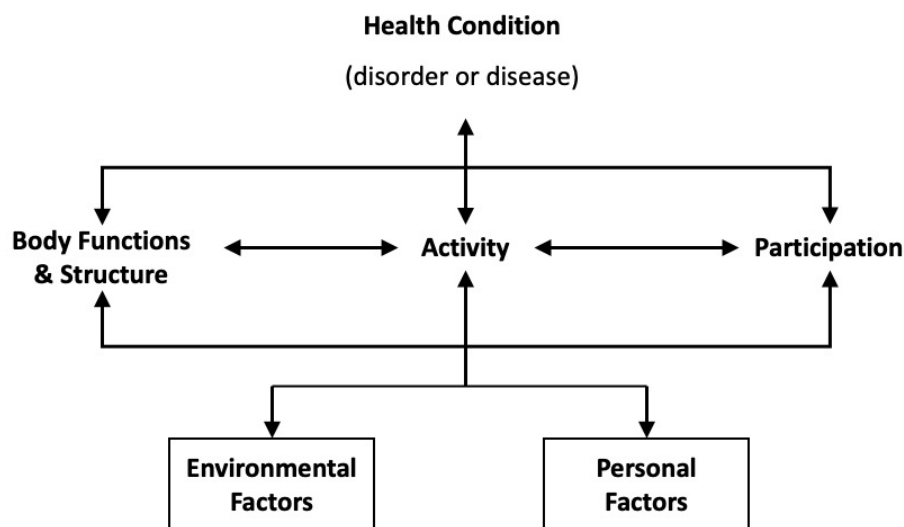 Health Condition
(disorder or disease)
Body Functions
& Structure
Activity
Participation
Environmental
Factors
Personal
Factors